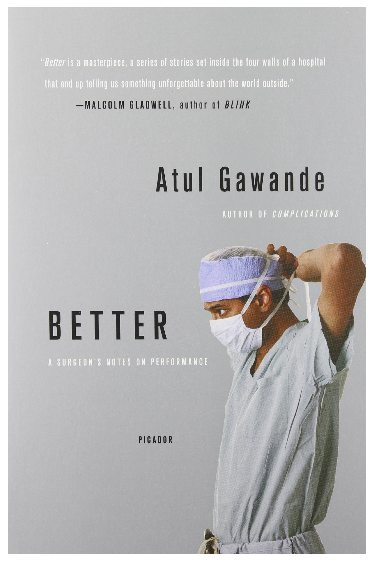 "Better is a masterpiece, a series of stories set inside the four walls of a hospital
that end up telling us something unforgettable about the world outside."
—MALCOLM GLADWELL, author of BLINK
Atul Gawande
AUTHOR OF COMPLICATIONS
BETTER
A SURGEON'S NOTES ON PERFORMANCE
PICADOR